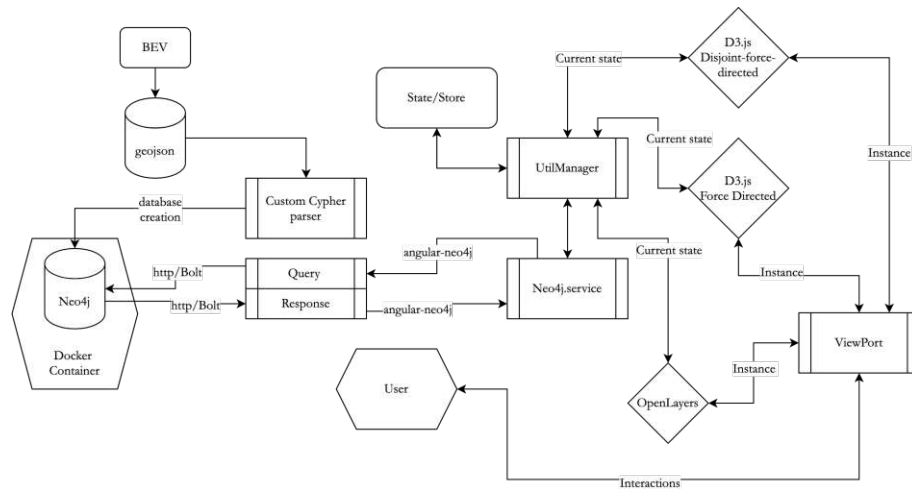 BEV
geojson
State/Store
Current state
D3.js
Disjoint-force-
directed
UtilManager
Current state
D3.js
Force Directed
Instance
database
creation
Custom Cypher
parser
Current state
angular-neo4j
http/Bolt
Query
Neo4j
Neo4j.service
Instance
http/Bolt
Response
angular-neo4j
Docker
Container
ViewPort
Instance
User
OpenLayers
Interactions